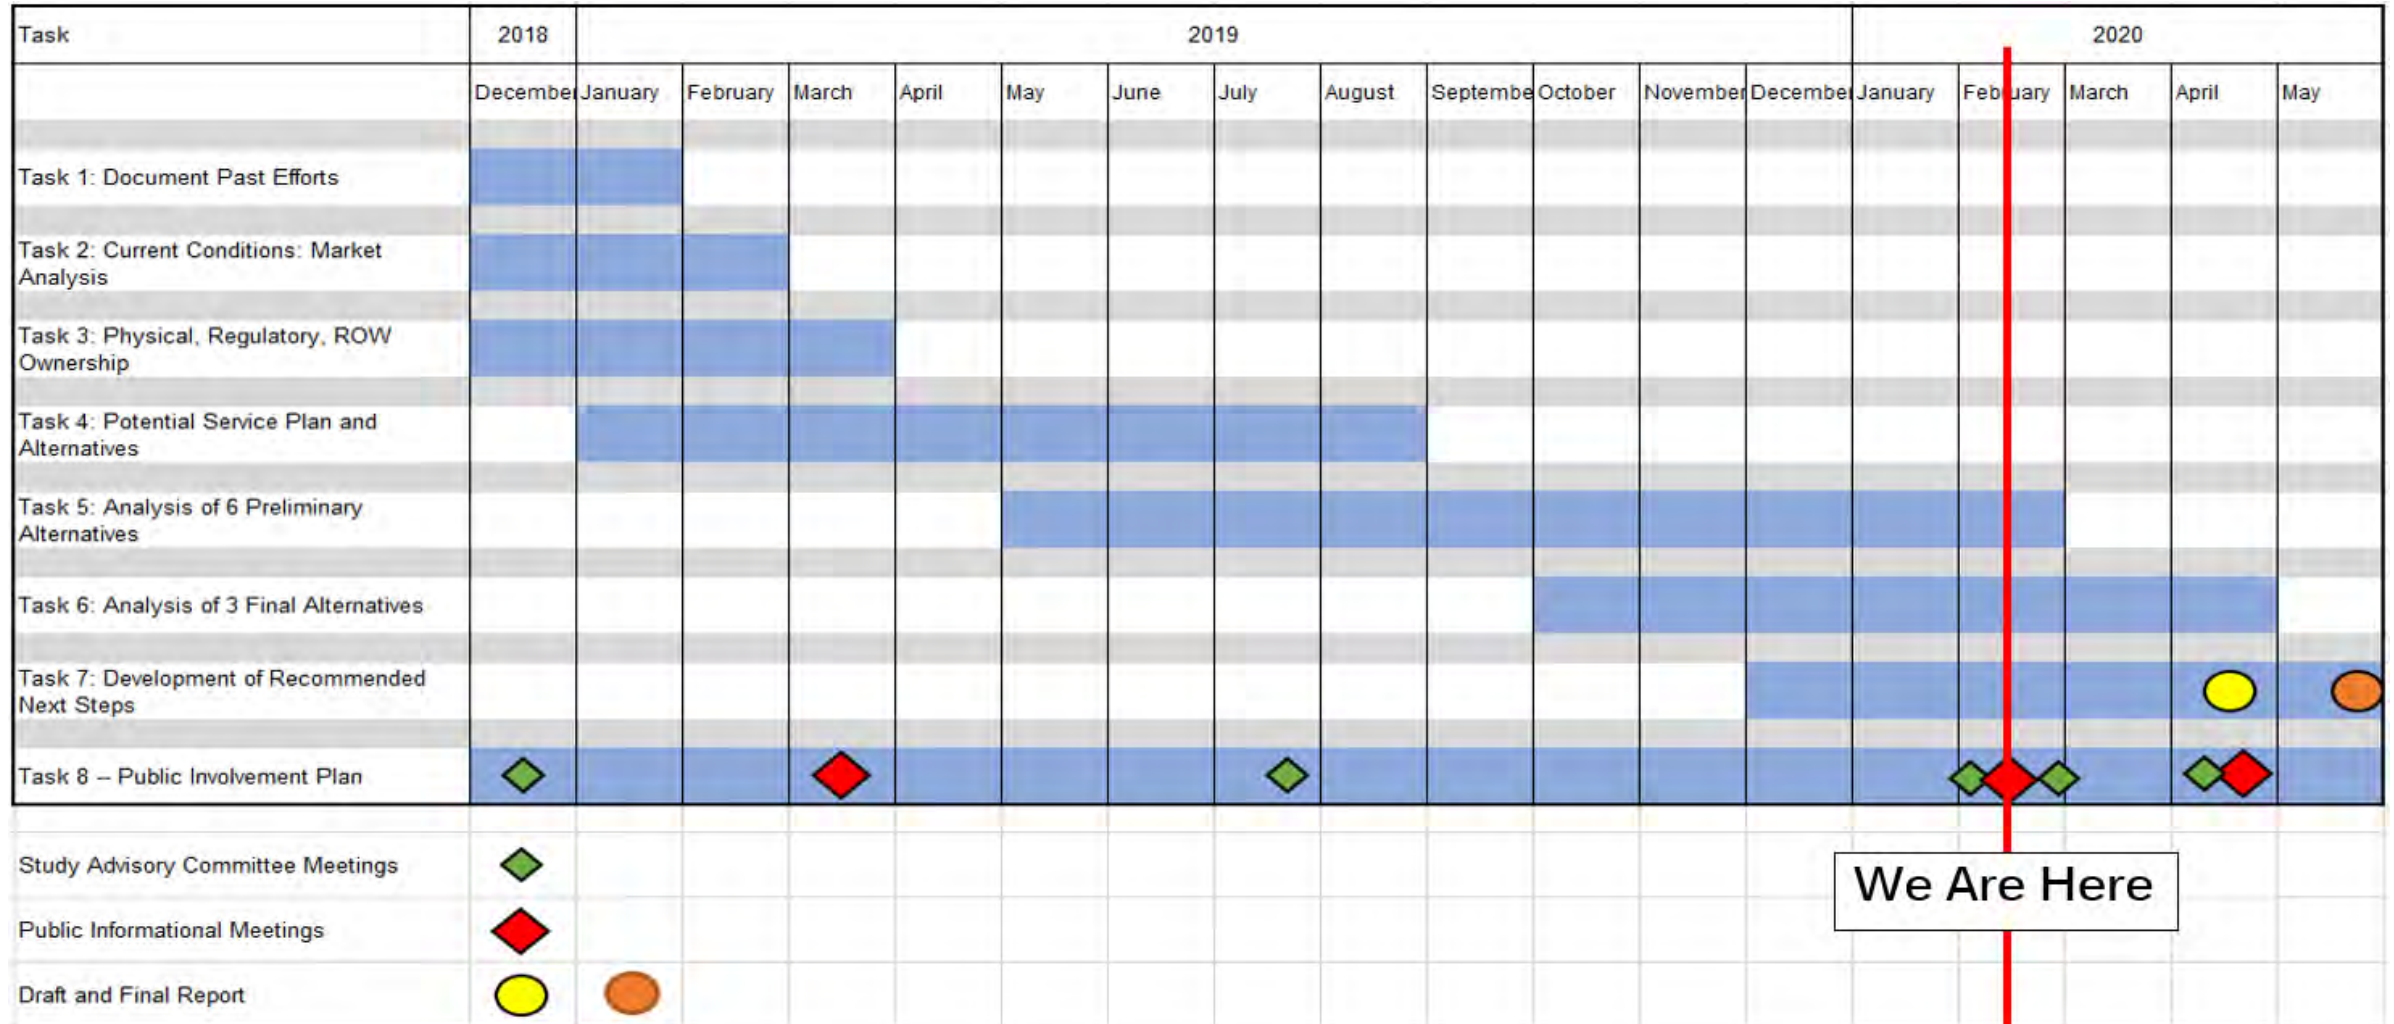 Task 2018 2019 2020
December January February March April May June July August Septembe October November December January February March April May
Task 1: Document Past Efforts
Task 2: Current Conditions: Market
Analysis
Task 3: Physical, Regulatory, ROW
Ownership
Task 4: Potential Service Plan and
Alternatives
Task 5: Analysis of 6 Preliminary
Alternatives
Task 6: Analysis of 3 Final Alternatives
Task 7: Development of Recommended
Next Steps
Task 8 – Public Involvement Plan
Study Advisory Committee Meetings
We Are Here
Public Informational Meetings
Draft and Final Report